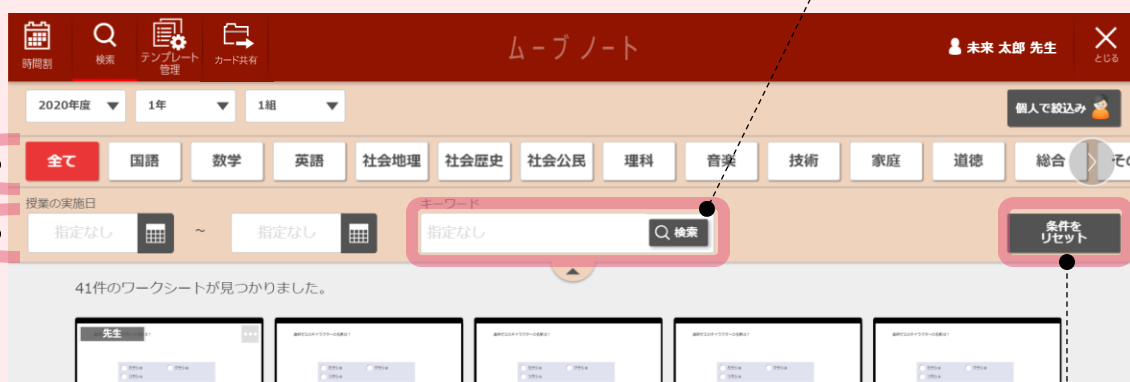 時間割
検索
テンプレート
管理
カード共有
ムーブノート
未来 太郎 先生
とじる
2020年度
1年
1組
個人で絞込み
全て
国語
数学
英語
社会地理
社会歴史
社会公民
理科
音楽
技術
家庭
道徳
総合
その
授業の実施日
指定なし
~
指定なし
キーワード
指定なし
検索
条件を
リセット
41件のワークシートが見つかりました。
先生